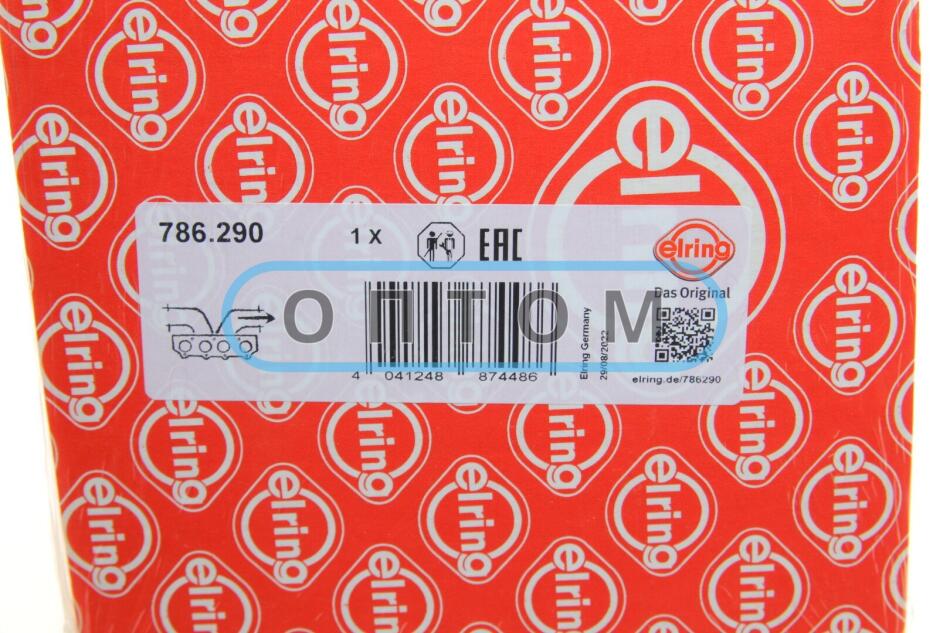 786.290
1 X
EAC
elring
Das Original
ОПТОМ
Elring Germany
29/08/2022
4 041248 874486
elring.de/786290